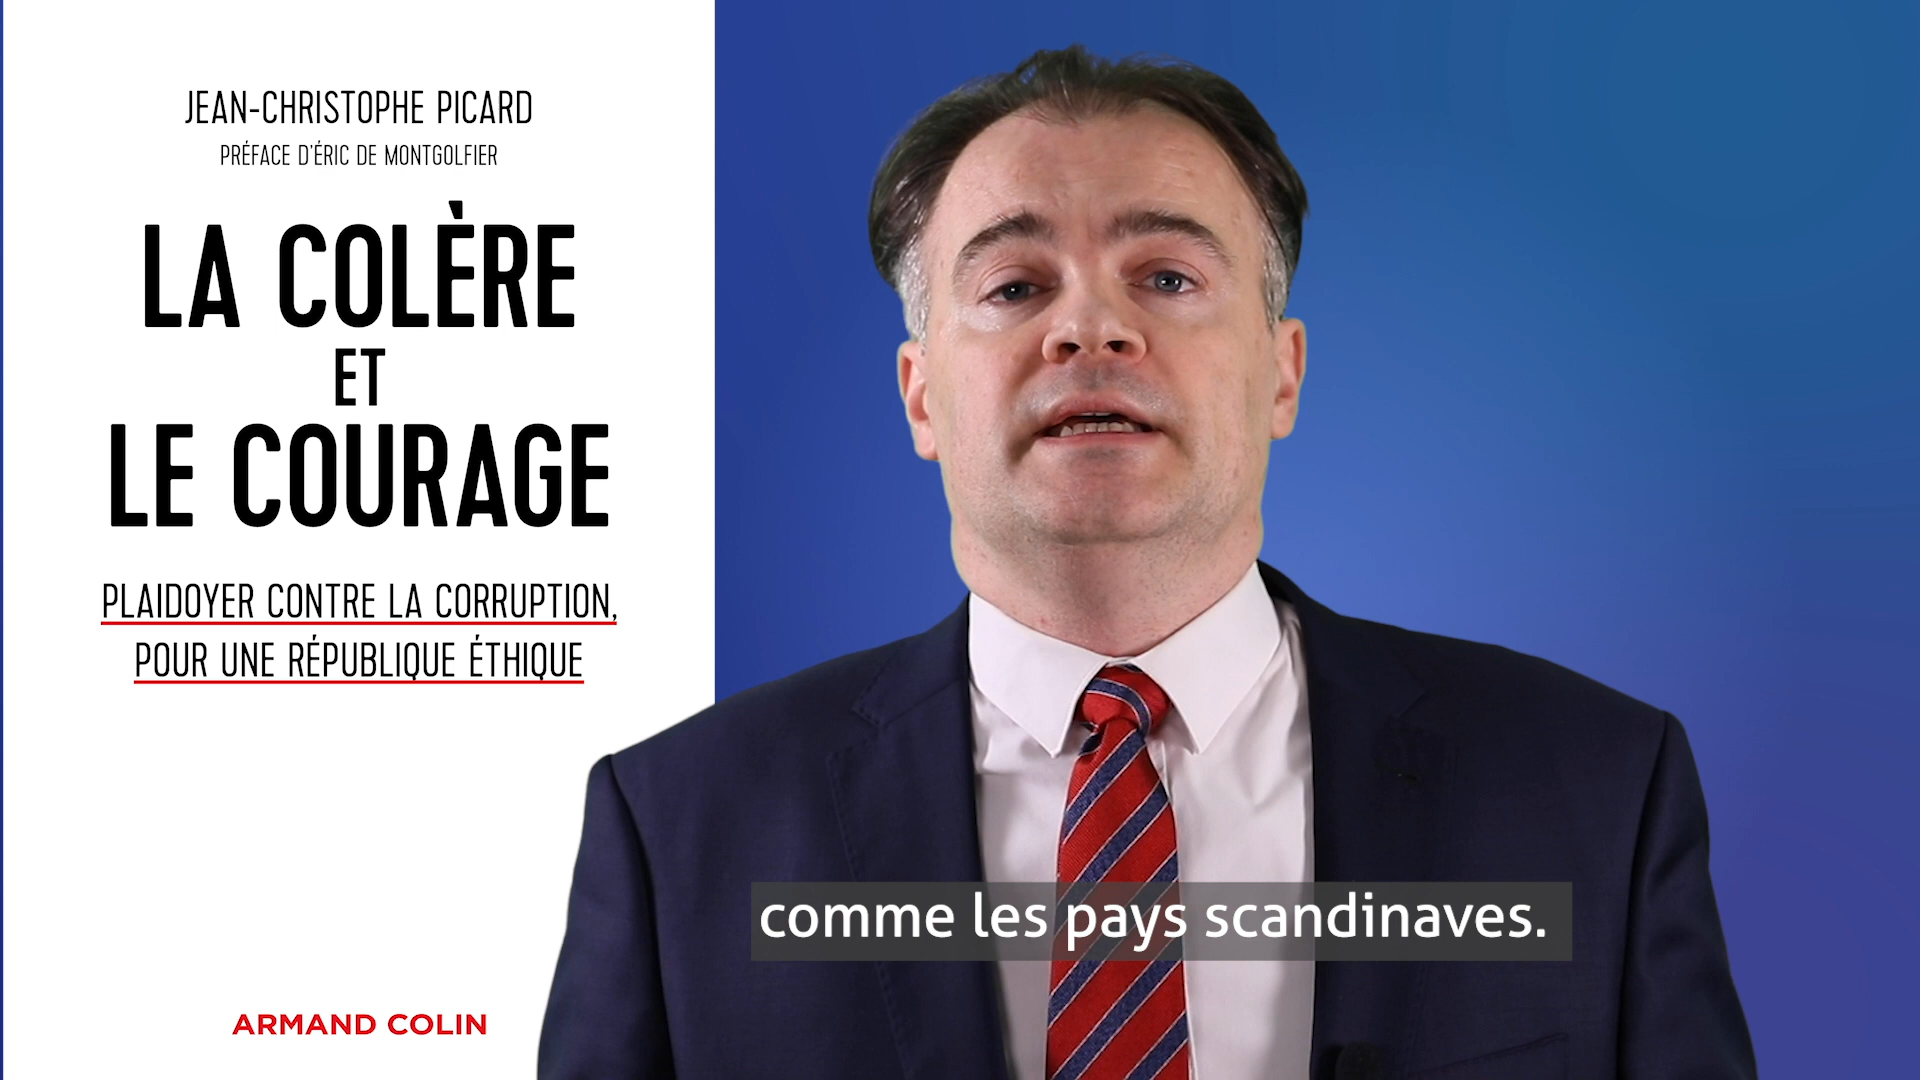 JEAN-CHRISTOPHE PICARD
PRÉFACE D'ÉRIC DE MONTGOLFIER
LA COLÈRE
ET
LE COURAGE
PLAIDOYER CONTRE LA CORRUPTION,
POUR UNE RÉPUBLIQUE ÉTHIQUE
ARMAND COLIN
comme les pays scandinaves.